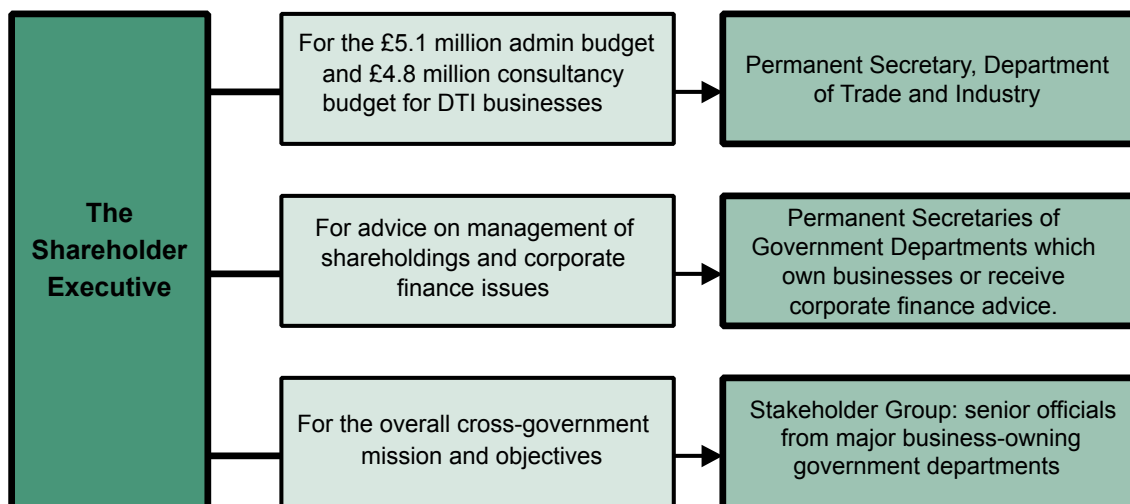 The
Shareholder
Executive
For the £5.1 million admin budget
and £4.8 million consultancy
budget for DTI businesses
Permanent Secretary, Department
of Trade and Industry
For advice on management of
shareholdings and corporate
finance issues
Permanent Secretaries of
Government Departments which
own businesses or receive
corporate finance advice.
For the overall cross-government
mission and objectives
Stakeholder Group: senior officials
from major business-owning
government departments